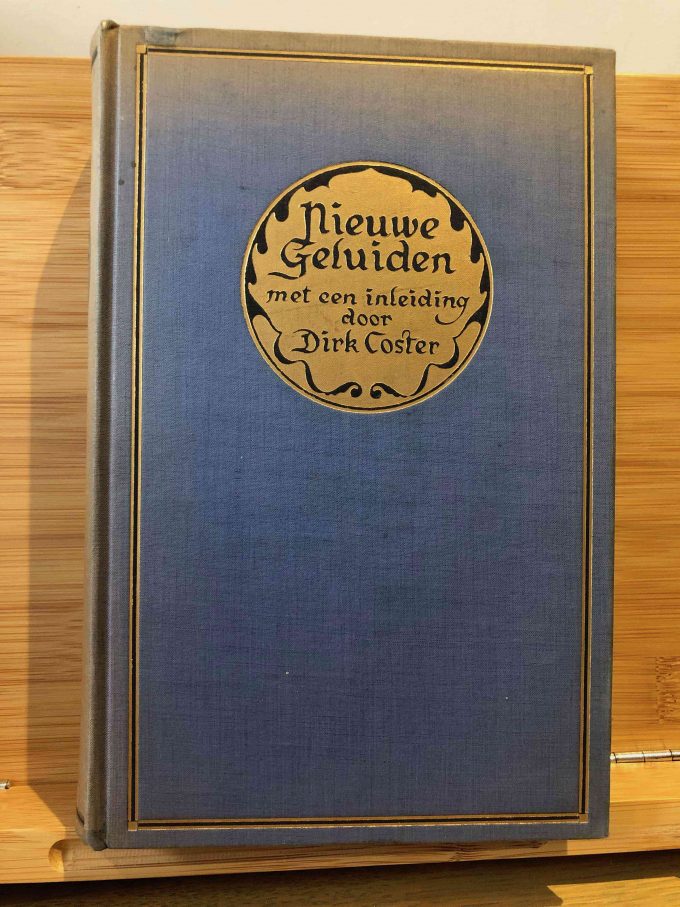 Nieuwe
Geluiden
met een inleiding
door
Dirk Coster